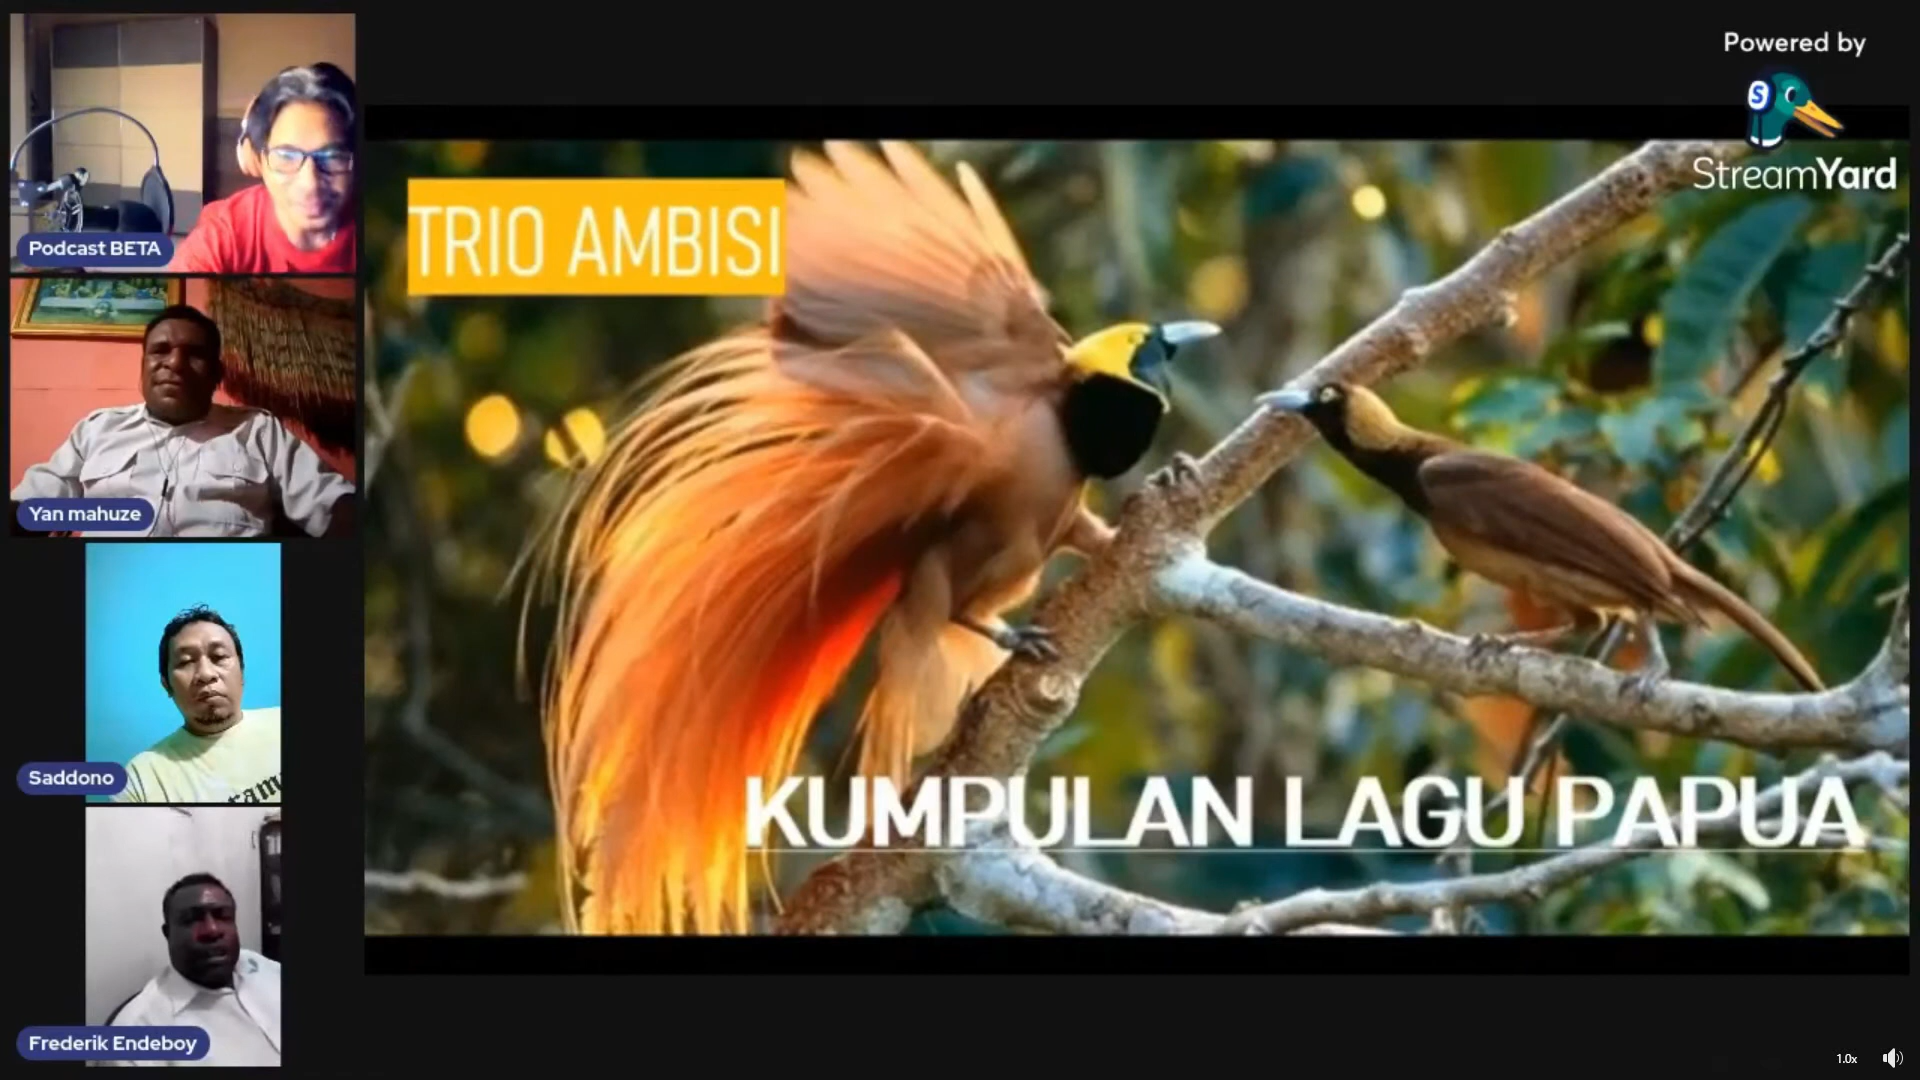 Powered by
S
StreamYard
TRIO AMBISI
Podcast BETA
Yan mahuze
Saddono
KUMPULAN LAGU PAPUA
Frederik Endeboy
1.0x